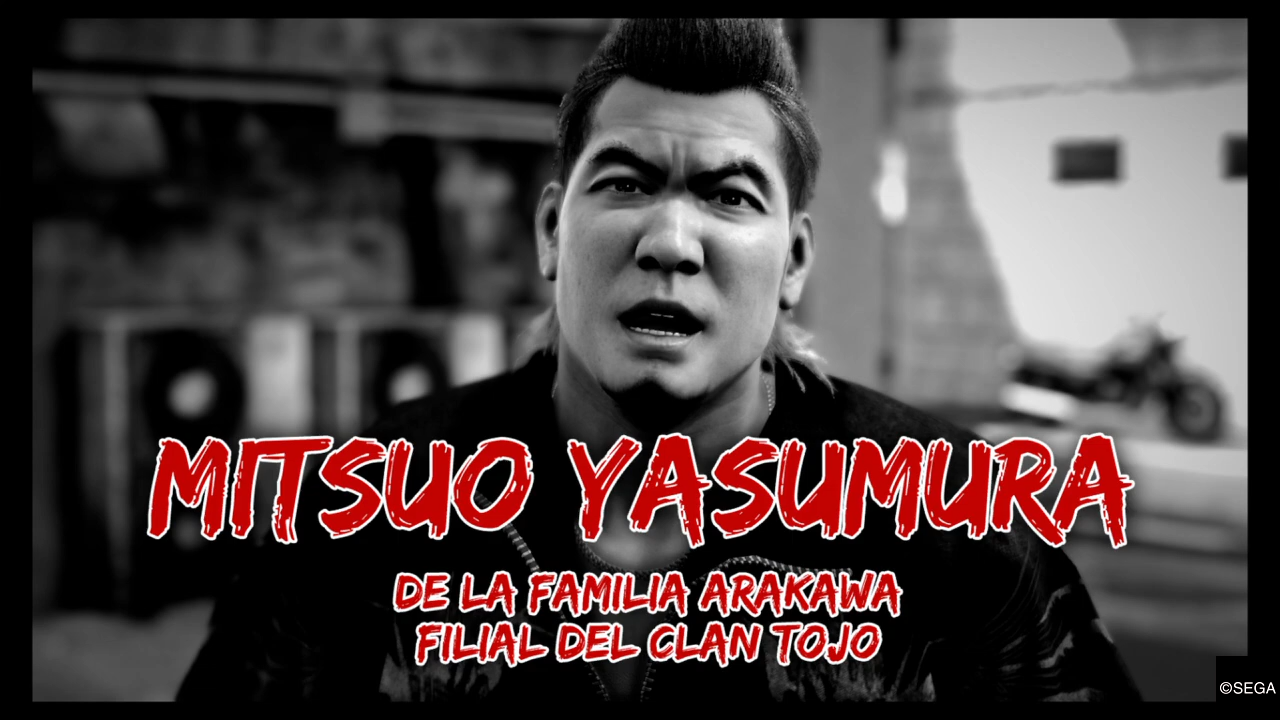 MITSUO YASUMURA
DE LA FAMILIA ARAKAWA
FILIAL DEL CLAN TOJO
©SEGA